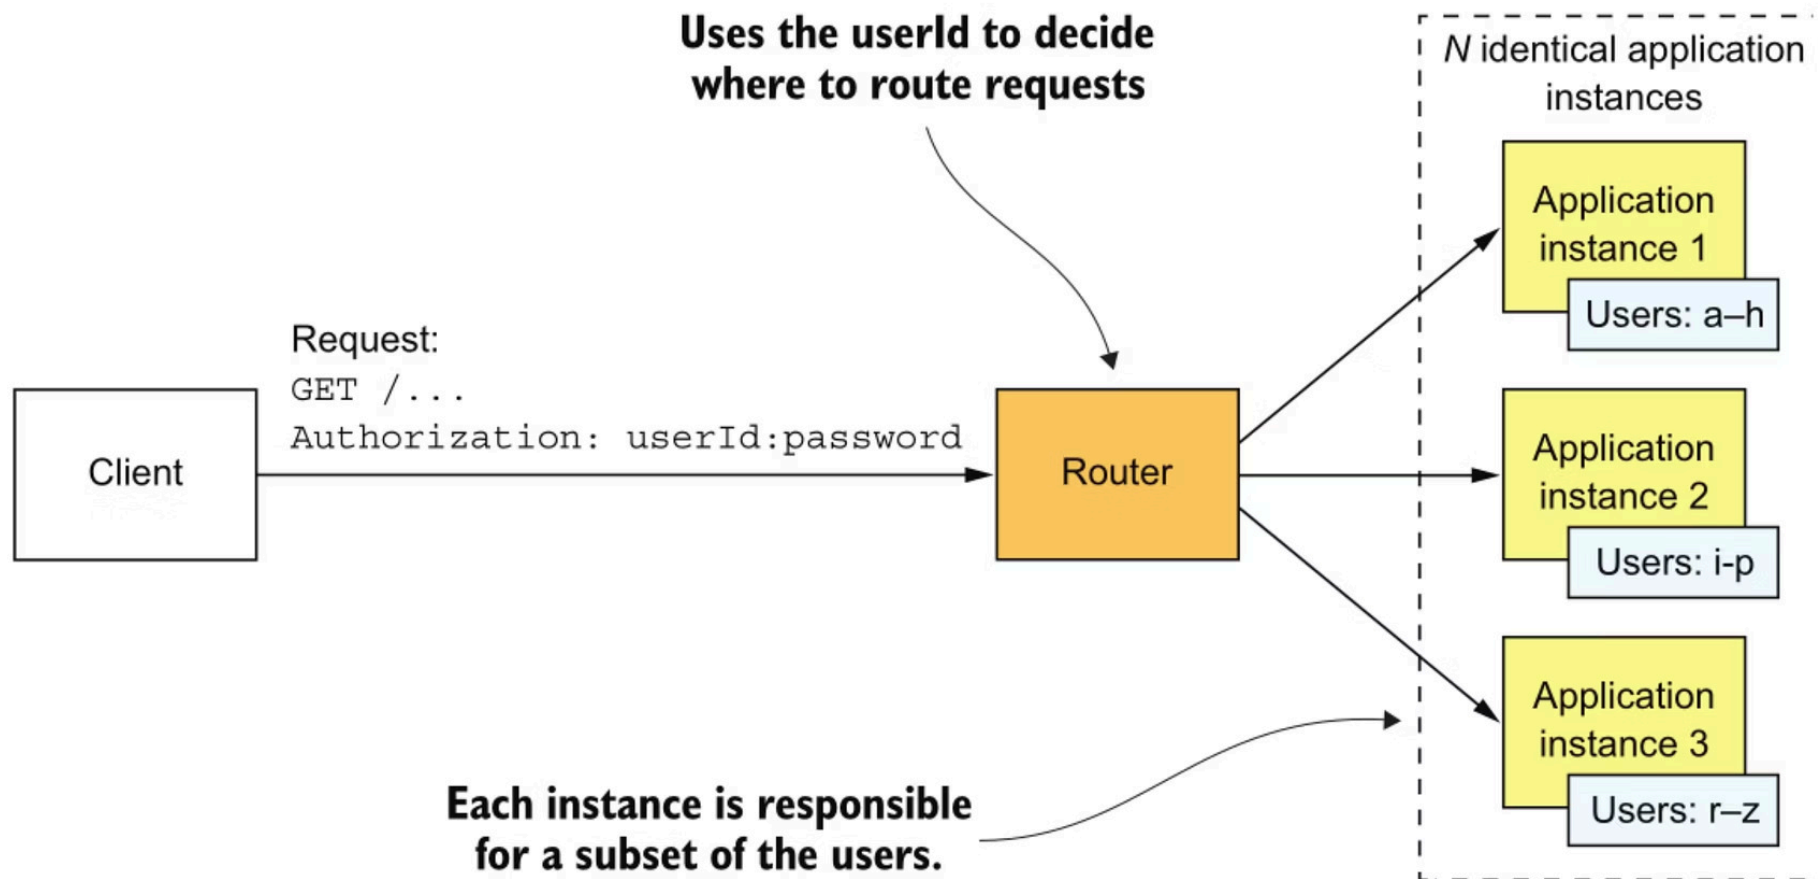 Uses the userId to decide
where to route requests
N identical application
instances
Application
instance 1
Users: a–h
Request:
GET /...
Authorization: userId:password
Client
Router
Application
instance 2
Users: i-p
Application
instance 3
Users: r–z
Each instance is responsible
for a subset of the users.